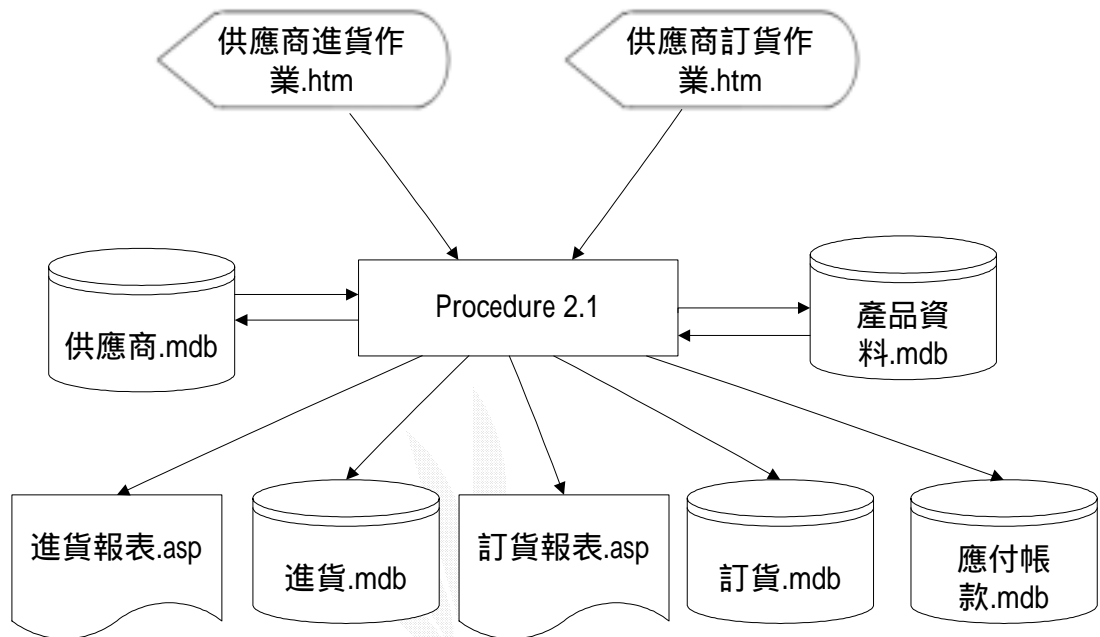 供應商進貨作
業.htm
供應商訂貨作
業.htm
供應商.mdb
Procedure 2.1
產品資
料.mdb
進貨報表.asp
進貨.mdb
訂貨報表.asp
訂貨.mdb
應付帳
款.mdb